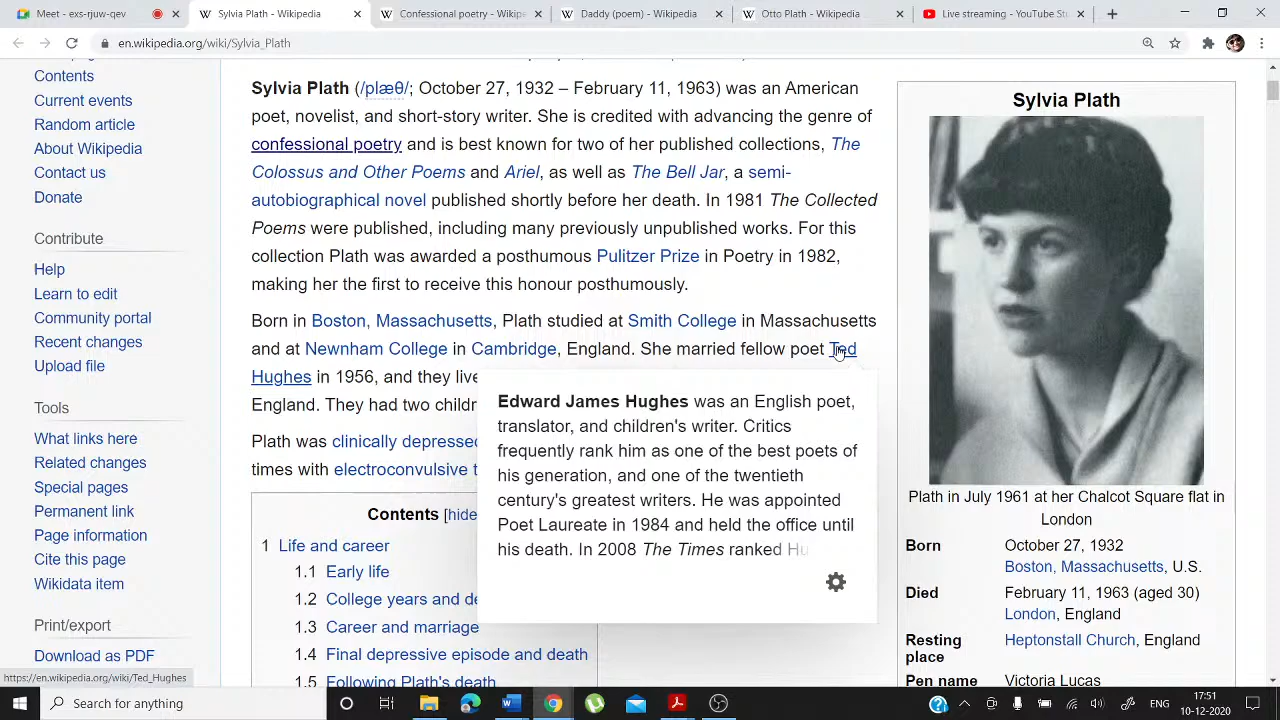 Meet - exs-rjuw-qev
Sylvia Plath - Wikipedia
Confessional poetry - Wikipe
Daddy (poem) - Wikipedia
Otto Plath - Wikipedia
Live streaming - YouTube St
en.wikipedia.org/wiki/Sylvia_Plath
Contents
Current events
Random article
About Wikipedia
Contact us
Donate
Contribute
Help
Learn to edit
Community portal
Recent changes
Upload file
Tools
What links here
Related changes
Special pages
Permanent link
Page information
Cite this page
Wikidata item
Print/export
Download as PDF
https://en.wikipedia.org/wiki/Ted_Hughes
Sylvia Plath (/plæθ/; October 27, 1932 – February 11, 1963) was an American
poet, novelist, and short-story writer. She is credited with advancing the genre of
confessional poetry and is best known for two of her published collections, The
Colossus and Other Poems and Ariel, as well as The Bell Jar, a semi-
autobiographical novel published shortly before her death. In 1981 The Collected
Poems were published, including many previously unpublished works. For this
collection Plath was awarded a posthumous Pulitzer Prize in Poetry in 1982,
making her the first to receive this honour posthumously.
Born in Boston, Massachusetts, Plath studied at Smith College in Massachusetts
and at Newnham College in Cambridge, England. She married fellow poet Ted
Hughes in 1956, and they live
England. They had two childr
Plath was clinically depressed
times with electroconvulsive t
Edward James Hughes was an English poet,
translator, and children's writer. Critics
frequently rank him as one of the best poets of
his generation, and one of the twentieth
century's greatest writers. He was appointed
Poet Laureate in 1984 and held the office until
his death. In 2008 The Times ranked Hu
Contents [hide
1 Life and career
1.1 Early life
1.2 College years and de
1.3 Career and marriage
1.4 Final depressive episode and death
1.5 Following Plath's death
Sylvia Plath
Plath in July 1961 at her Chalcot Square flat in
London
Born October 27, 1932
Boston, Massachusetts, U.S.
Died February 11, 1963 (aged 30)
London, England
Resting place Heptonstall Church, England
Pen name Victoria Lucas
Type here to search
ENG
17:51
10-12-2020